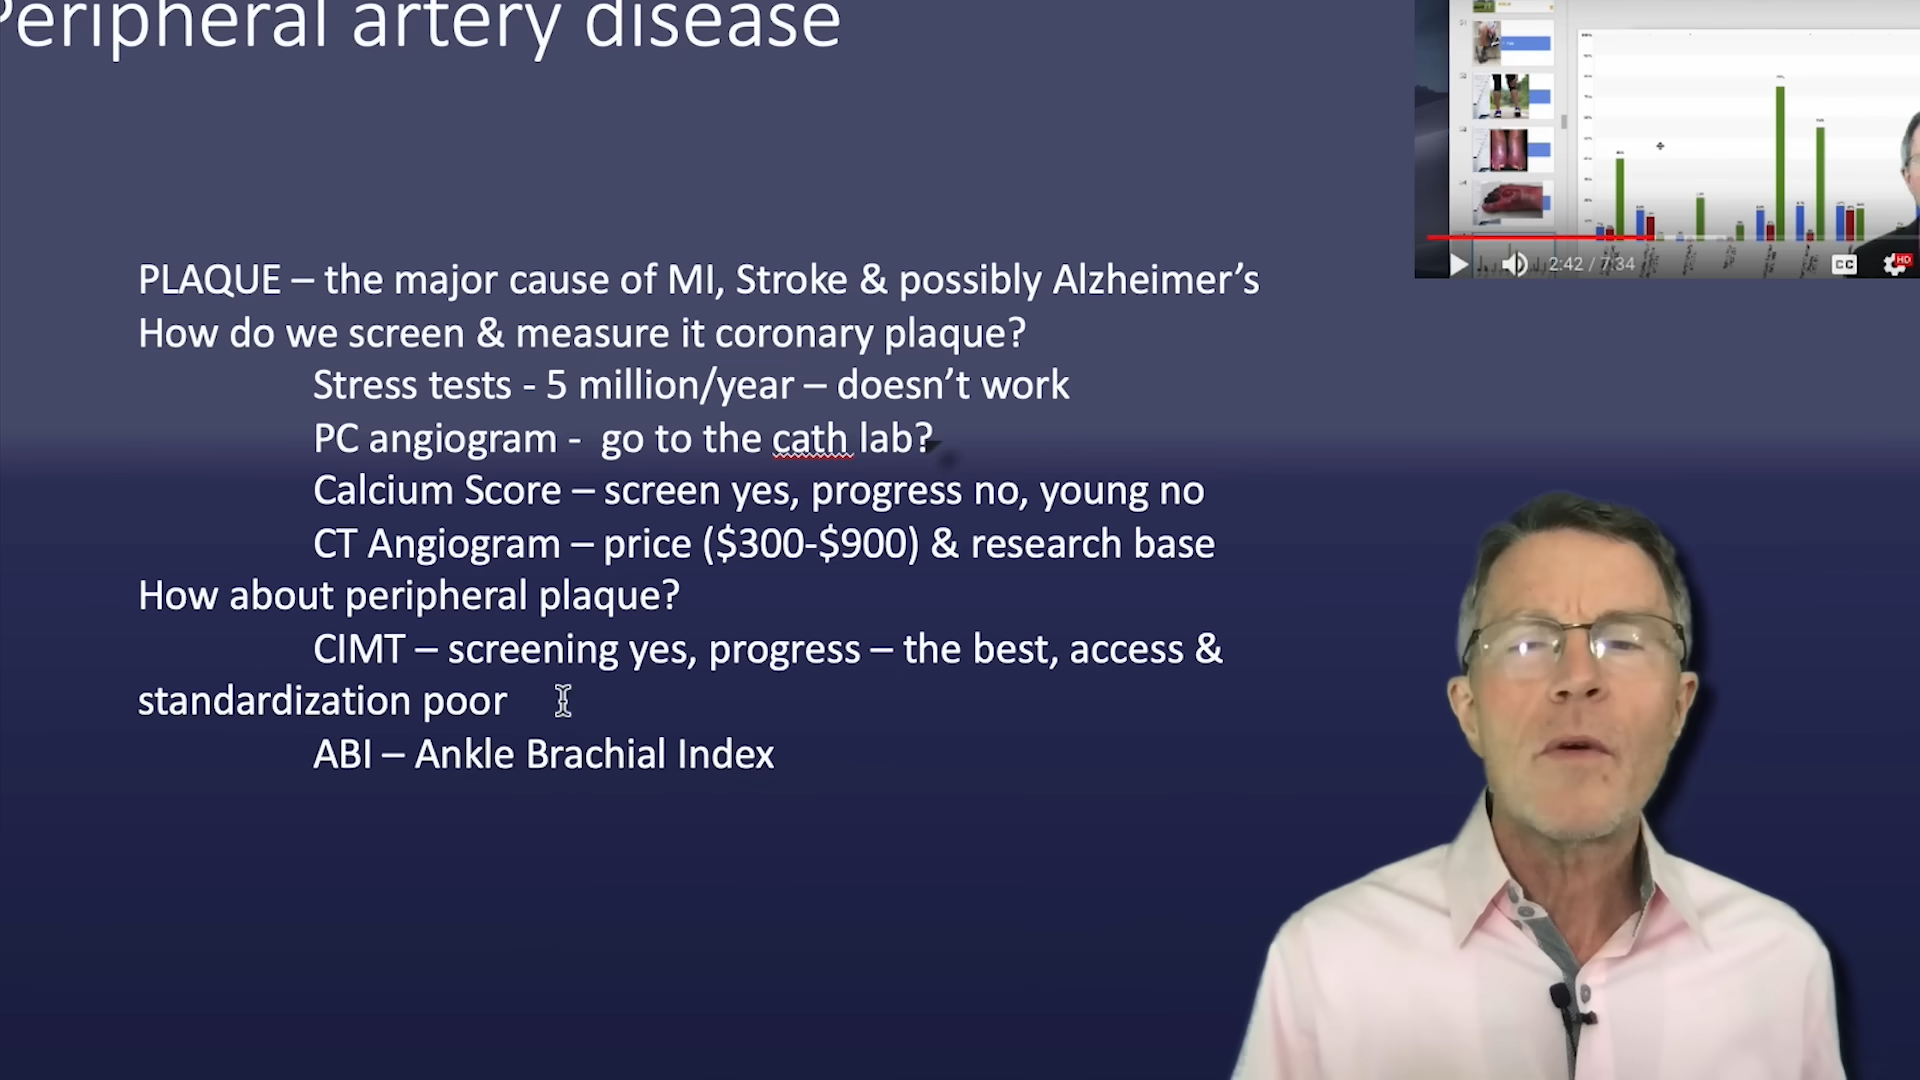 Peripheral artery disease
PLAQUE – the major cause of MI, Stroke & possibly Alzheimer’s
How do we screen & measure it coronary plaque?
Stress tests - 5 million/year – doesn’t work
PC angiogram -  go to the cath lab?
Calcium Score – screen yes, progress no, young no
CT Angiogram – price ($300-$900) & research base
How about peripheral plaque?
CIMT – screening yes, progress – the best, access &
standardization poor
ABI – Ankle Brachial Index
2:42 / 7:34
CC
HD